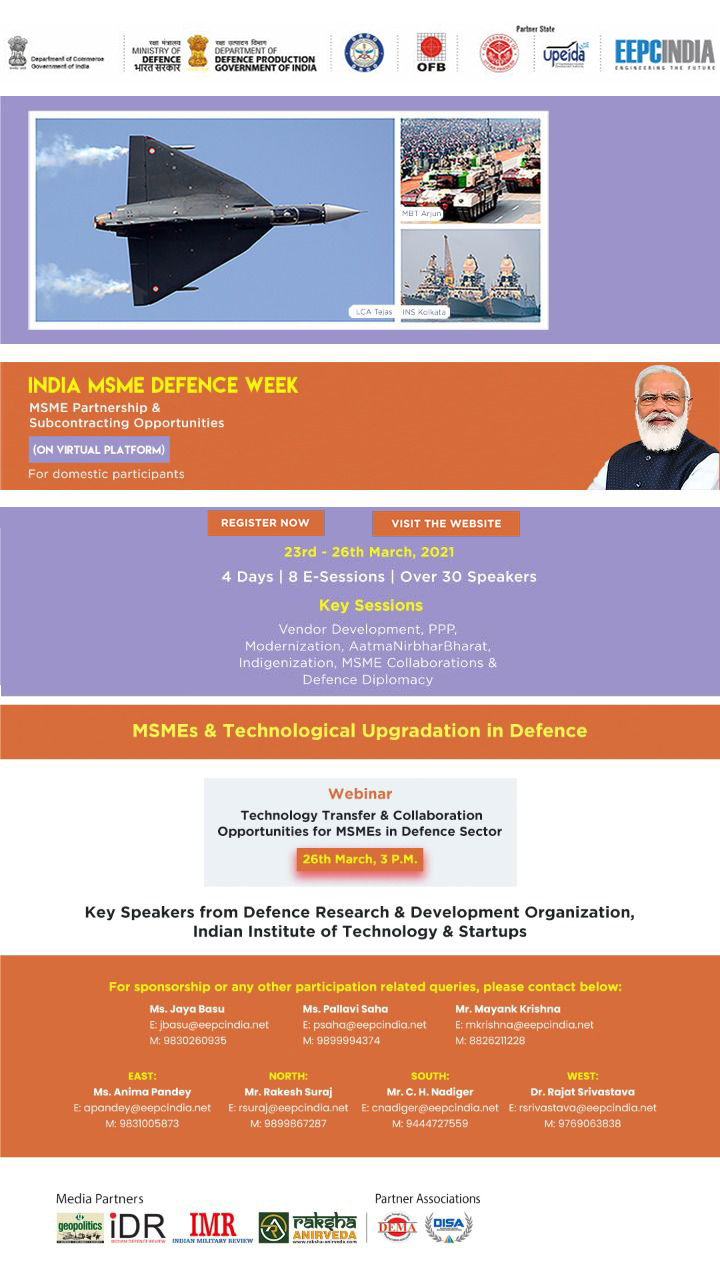 Partner State
Department of Commerce
Government of India
रक्षा मंत्रालय
MINISTRY OF
DEFENCE
भारत सरकार
रक्षा उत्पादन विभाग
DEPARTMENT OF
DEFENCE PRODUCTION
GOVERNMENT OF INDIA
OFB
upeida
EEPCINDIA
ENGINEERING THE FUTURE
MBT Arjun
LCA Tejas
INS Kolkata
INDIA MSME DEFENCE WEEK
MSME Partnership &
Subcontracting Opportunities
(ON VIRTUAL PLATFORM)
For domestic participants
REGISTER NOW
VISIT THE WEBSITE
23rd - 26th March, 2021
4 Days | 8 E-Sessions | Over 30 Speakers
Key Sessions
Vendor Development, PPP,
Modernization, AatmaNirbharBharat,
Indigenization, MSME Collaborations &
Defence Diplomacy
MSMEs & Technological Upgradation in Defence
Webinar
Technology Transfer & Collaboration
Opportunities for MSMEs in Defence Sector
26th March, 3 P.M.
Key Speakers from Defence Research & Development Organization,
Indian Institute of Technology & Startups
For sponsorship or any other participation related queries, please contact below:
Ms. Jaya Basu
E: jbasu@eepcindia.net
M: 9830260935
Ms. Pallavi Saha
E: psaha@eepcindia.net
M: 9899994374
Mr. Mayank Krishna
E: mkrishna@eepcindia.net
M: 8826211228
EAST:
Ms. Anima Pandey
E: apandey@eepcindia.net
M: 9831005873
NORTH:
Mr. Rakesh Suraj
E: rsuraj@eepcindia.net
M: 9899867287
SOUTH:
Mr. C. H. Nadiger
E: cnadiger@eepcindia.net
M: 9444727559
WEST:
Dr. Rajat Srivastava
E: rsrivastava@eepcindia.net
M: 9769063838
Media Partners
Partner Associations
geopolitics
iDR
INDIAN DEFENCE REVIEW
IMR
INDIAN MILITARY REVIEW
raksha
ANIRVEDA
www.raksha-anirveda.com
DEMA
DISA